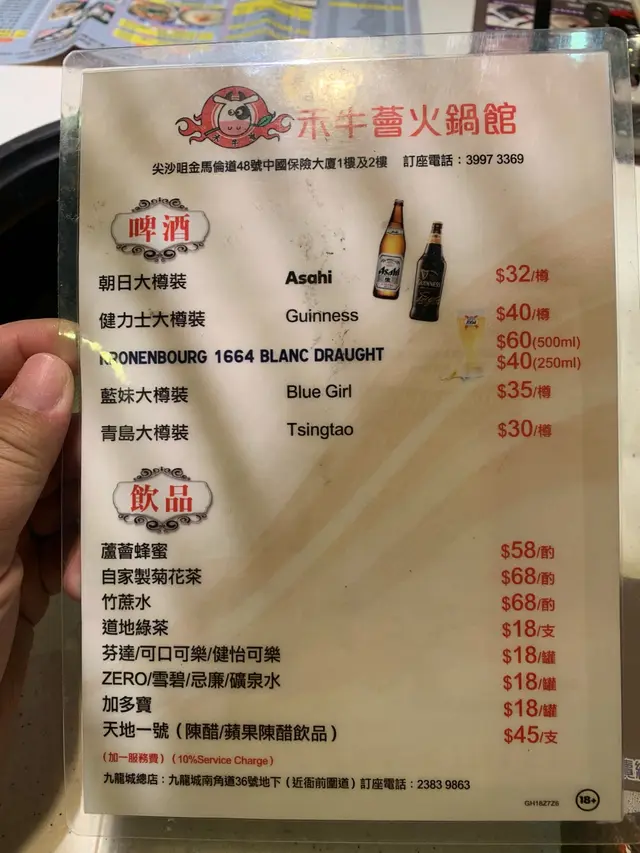 禾牛薈火鍋館
尖沙咀金馬倫道48號中國保險大廈1樓及2樓 訂座電話：3997 3369
啤酒
朝日大樽裝 Asahi $32/樽
健力士大樽裝 Guinness $40/樽
KRONENBOURG 1664 BLANC DRAUGHT $60(500ml)
$40(250ml)
藍妹大樽裝 Blue Girl $35/樽
青島大樽裝 Tsingtao $30/樽
飲品
蘆薈蜂蜜 $58/酌
自家製菊花茶 $68/酌
竹蔗水 $68/酌
道地綠茶 $18/支
芬達/可口可樂/健怡可樂 $18/罐
ZERO/雪碧/忌廉/礦泉水 $18/罐
加多寶 $18/罐
天地一號（陳醋/蘋果陳醋飲品） $45/支
（加一服務費）（10%Service Charge）
九龍城總店：九龍城南角道36號地下（近衙前圍道）訂座電話：2383 9863
GH18Z7Z6
18+